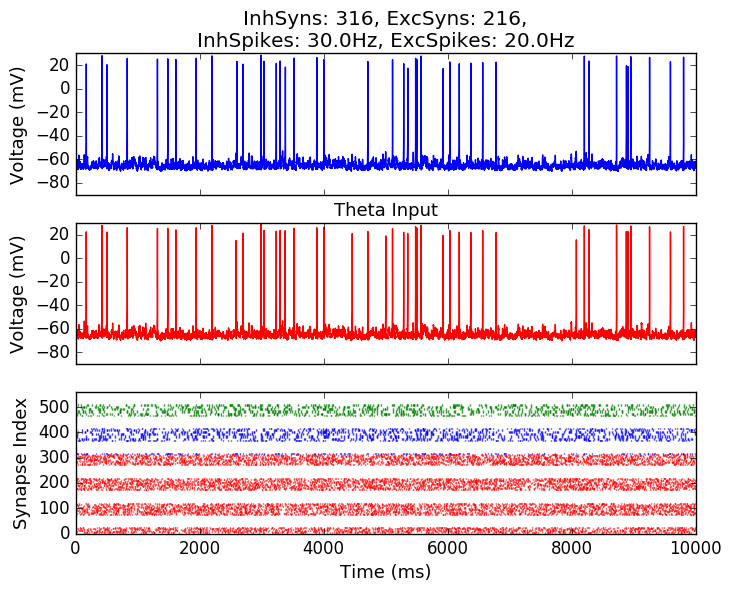 InhSyns: 316, ExcSyns: 216,
InhSpikes: 30.0Hz, ExcSpikes: 20.0Hz
20
0
−20
−40
−60
−80
Voltage (mV)
Theta Input
20
0
−20
−40
−60
−80
Voltage (mV)
500
400
300
200
100
0
Synapse Index
0 2000 4000 6000 8000 10000
Time (ms)